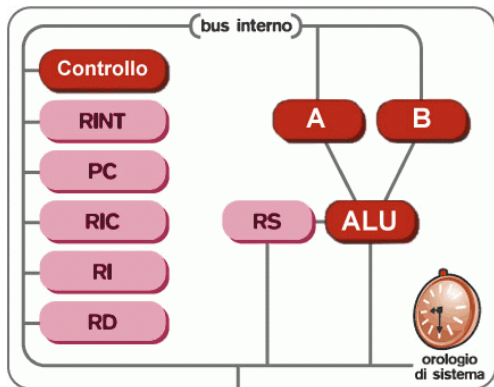 bus interno
Controllo
RINT
A
B
PC
RIC
RS
ALU
RI
RD
orologio
di sistema